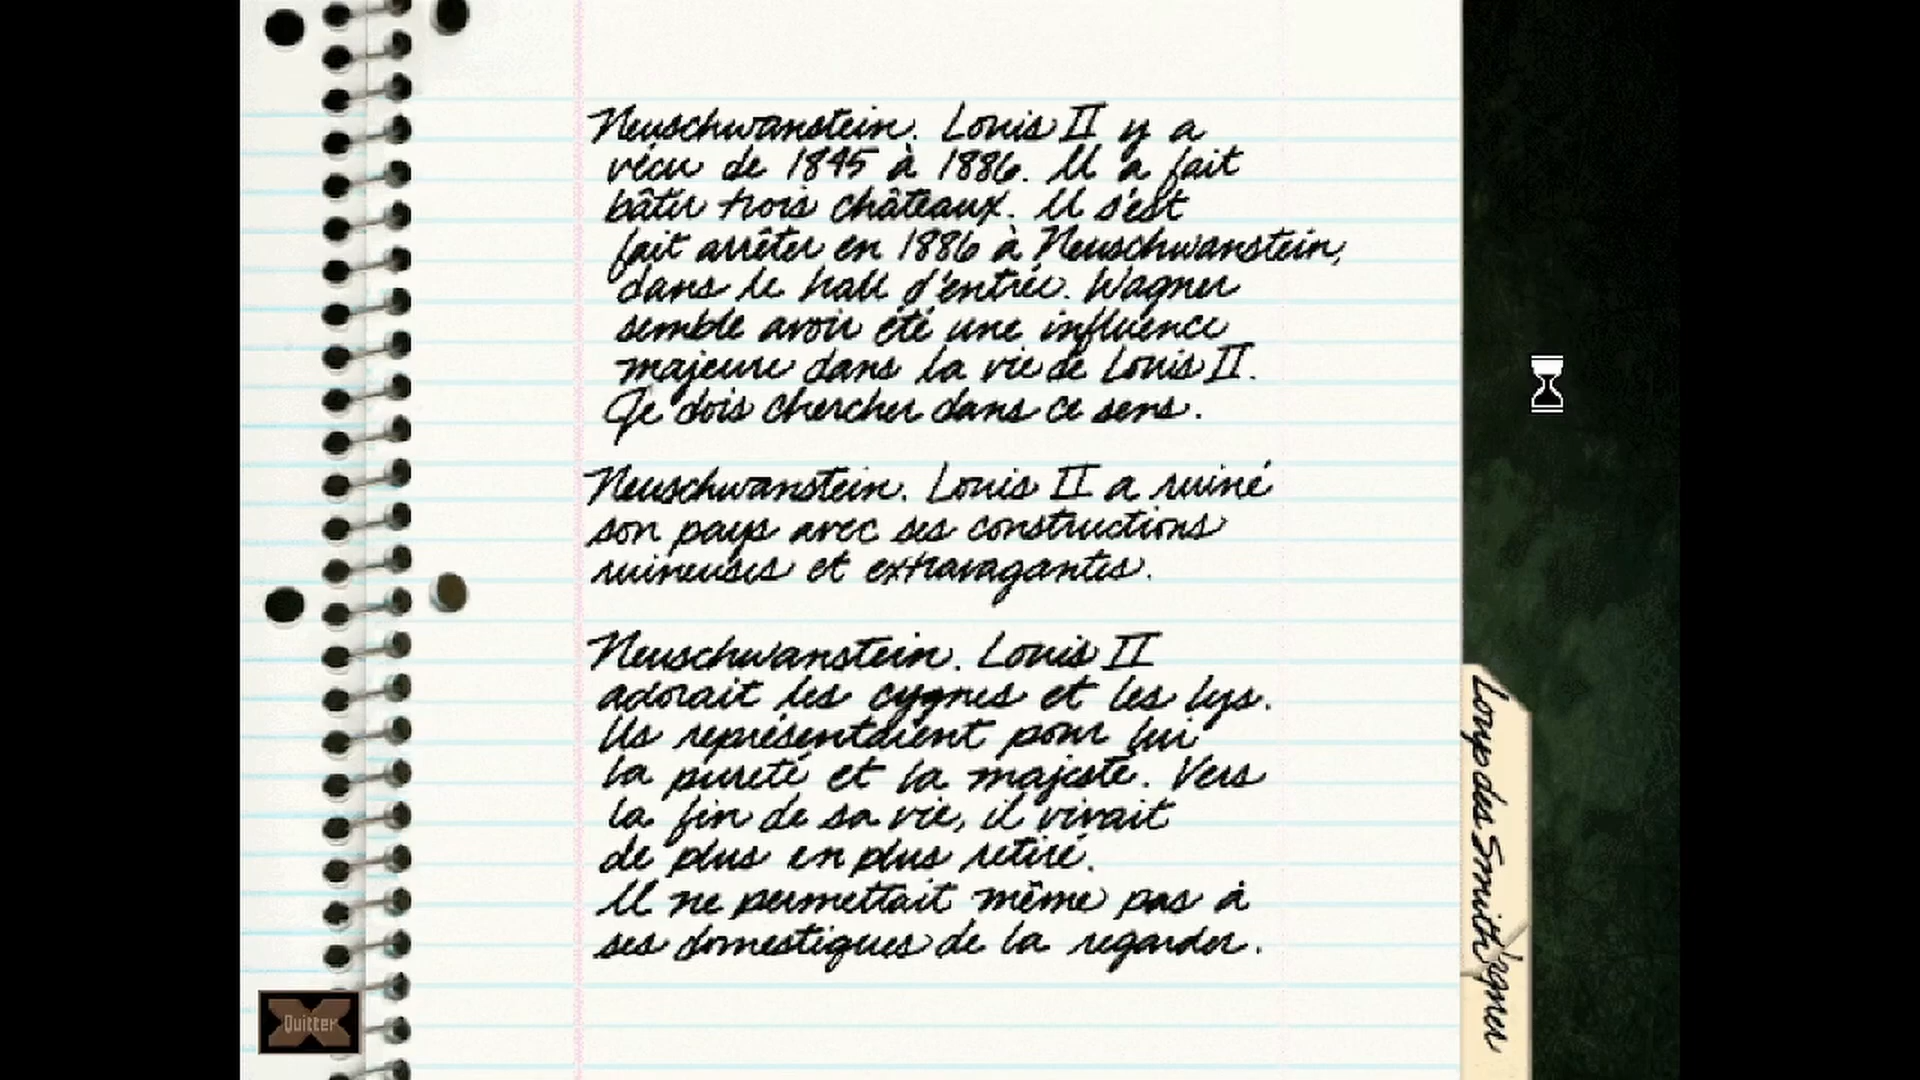 Neuschwanstein. Louis II y a
vécu de 1845 à 1886. Il a fait
bâtir trois châteaux. Il s'est
fait arrêter en 1886 à Neuschwanstein,
dans le hall d'entrée. Wagner
semble avoir été une influence
majeure dans la vie de Louis II.
Je dois chercher dans ce sens.
Neuschwanstein. Louis II a ruiné
son pays avec ses constructions
ruineuses et extravagantes.
Neuschwanstein. Louis II
adorait les cygnes et les lys.
Ils représentaient pour lui
la pureté et la majesté. Vers
la fin de sa vie, il vivait
de plus en plus retiré.
Il ne permettait même pas à
ses domestiques de la regarder.
Loups des Smith
Quitter